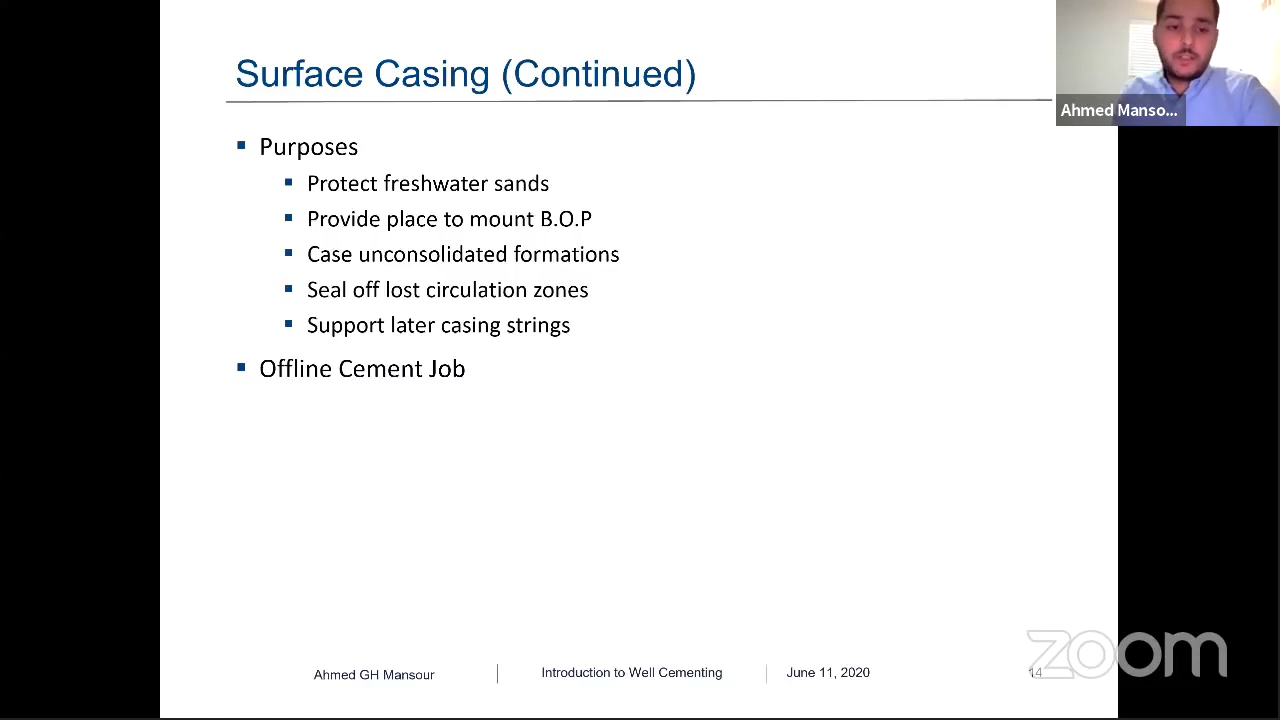 Surface Casing (Continued)
Ahmed Manso...
Purposes
Protect freshwater sands
Provide place to mount B.O.P
Case unconsolidated formations
Seal off lost circulation zones
Support later casing strings
Offline Cement Job
Ahmed GH Mansour
Introduction to Well Cementing
June 11, 2020
14
zoom